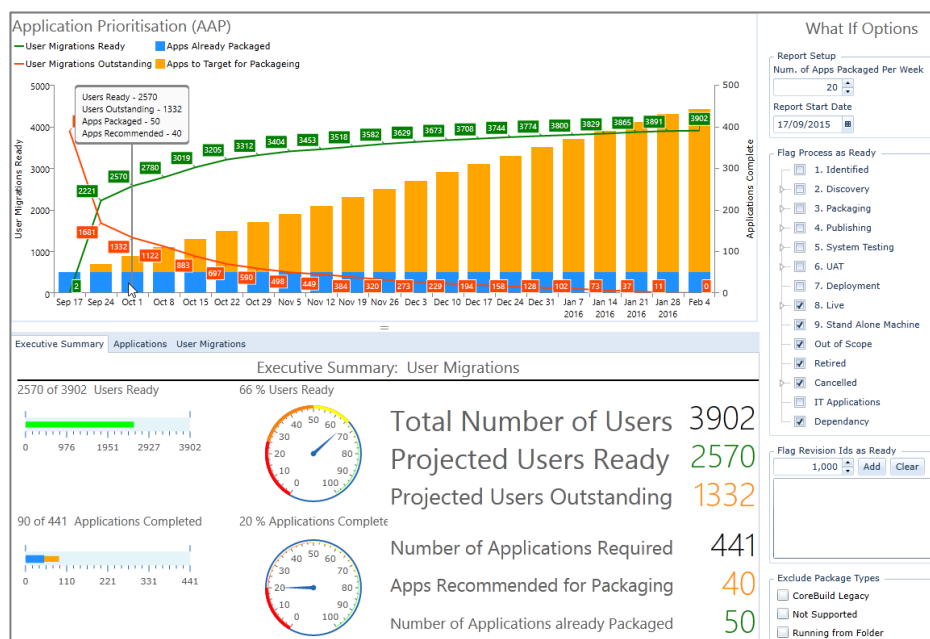 Application Prioritisation (AAP)
User Migrations Ready
Apps Already Packaged
User Migrations Outstanding
Apps to Target for Packageing
5000
4000
3000
2000
1000
0
User Migrations Ready
500
400
300
200
100
0
Applications Complete
Users Ready - 2570
Users Outstanding - 1332
Apps Packaged - 50
Apps Recommended - 40
2 2221 2570 2780 3019 3205 3312 3404 3453 3518 3582 3629 3673 3708 3744 3774 3800 3829 3865 3891 3902
1681 1332 1122 883 697 590 498 449 384 320 273 229 194 158 128 102 73 37 11 0
Sep 17 Sep 24 Oct 1 Oct 8 Oct 15 Oct 22 Oct 29 Nov 5 Nov 12 Nov 19 Nov 26 Dec 3 Dec 10 Dec 17 Dec 24 Dec 31 Jan 7 Jan 14 Jan 21 Jan 28 Feb 4
2016 2016 2016 2016
Executive Summary Applications User Migrations
Executive Summary: User Migrations
2570 of 3902 Users Ready
0 976 1951 2927 3902
66 % Users Ready
0 10 20 30 40 50 60 70 80 90 100
Total Number of Users 3902
Projected Users Ready 2570
Projected Users Outstanding 1332
90 of 441 Applications Completed
0 110 221 331 441
20 % Applications Complete
0 10 20 30 40 50 60 70 80 90 100
Number of Applications Required 441
Apps Recommended for Packaging 40
Number of Applications already Packaged 50
What If Options
Report Setup
Num. of Apps Packaged Per Week
20
Report Start Date
17/09/2015
Flag Process as Ready
1. Identified
2. Discovery
3. Packaging
4. Publishing
5. System Testing
6. UAT
7. Deployment
8. Live
9. Stand Alone Machine
Out of Scope
Retired
Cancelled
IT Applications
Dependency
Flag Revision Ids as Ready
1,000 Add Clear
Exclude Package Types
CoreBuild Legacy
Not Supported
Running from Folder